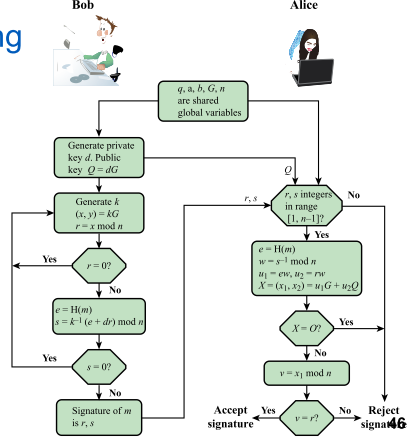 ng
Bob
Alice
q, a, b, G, n
are shared
global variables
Generate private
key d. Public
key Q = dG
Q
Generate k
(x, y) = kG
r = x mod n
r, s
r, s integers
in range
[1, n–1]?
No
Yes
Yes
r = 0?
No
e = H(m)
w = s⁻¹ mod n
u₁ = ew, u₂ = rw
X = (x₁, x₂) = u₁G + u₂Q
e = H(m)
s = k⁻¹ (e + dr) mod n
X = O?
Yes
No
Yes
s = 0?
No
v = x₁ mod n
Signature of m
is r, s
Accept
signature
Yes
v = r?
No
Reject
signature
46